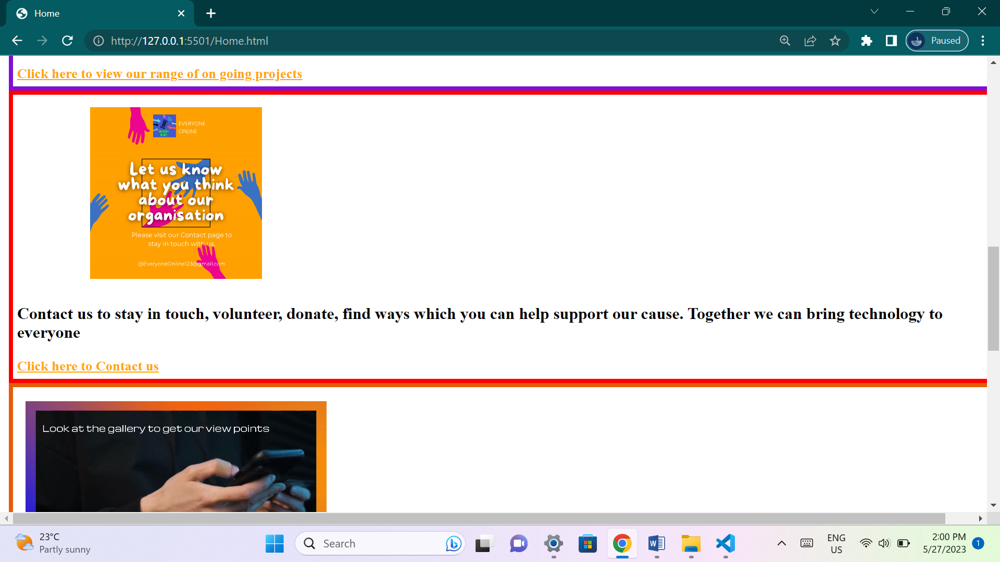 Home
http://127.0.0.1:5501/Home.html
Paused
Click here to view our range of on going projects
EVERYONE
ONLINE
Let us know
what you think
about our
organisation
Please visit our Contact page to
stay in touch with us.
@EveryoneOnline123@gmail.com
Contact us to stay in touch, volunteer, donate, find ways which you can help support our cause. Together we can bring technology to
everyone
Click here to Contact us
Look at the gallery to get our view points
23°C
Partly sunny
Search
ENG
US
2:00 PM
5/27/2023
1